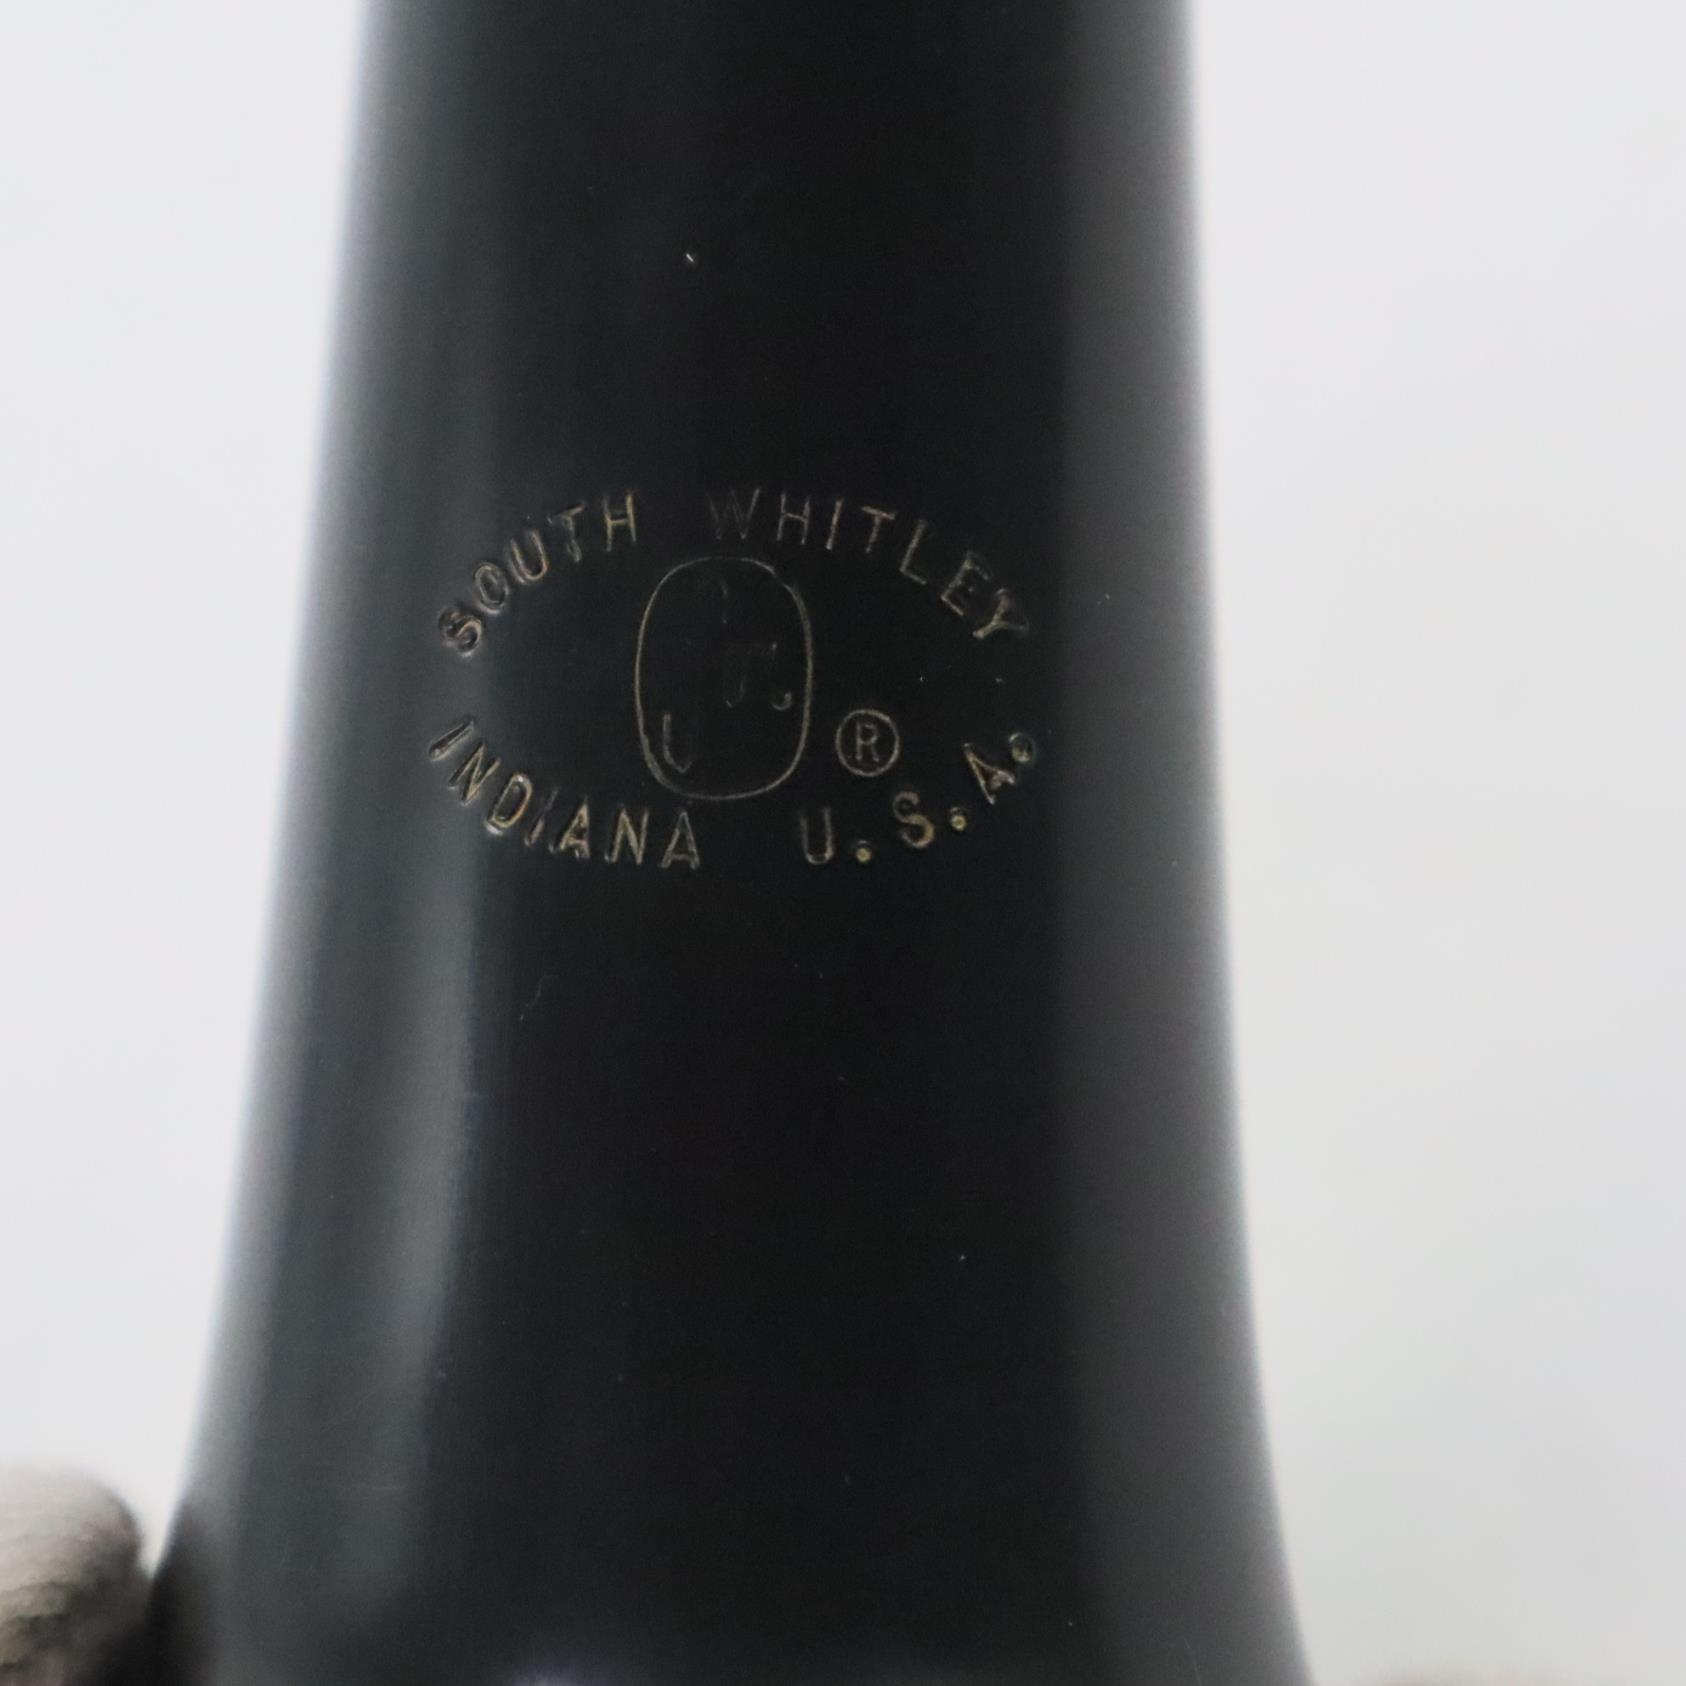 SOUTH WHITLEY
®
INDIANA U.S.A.